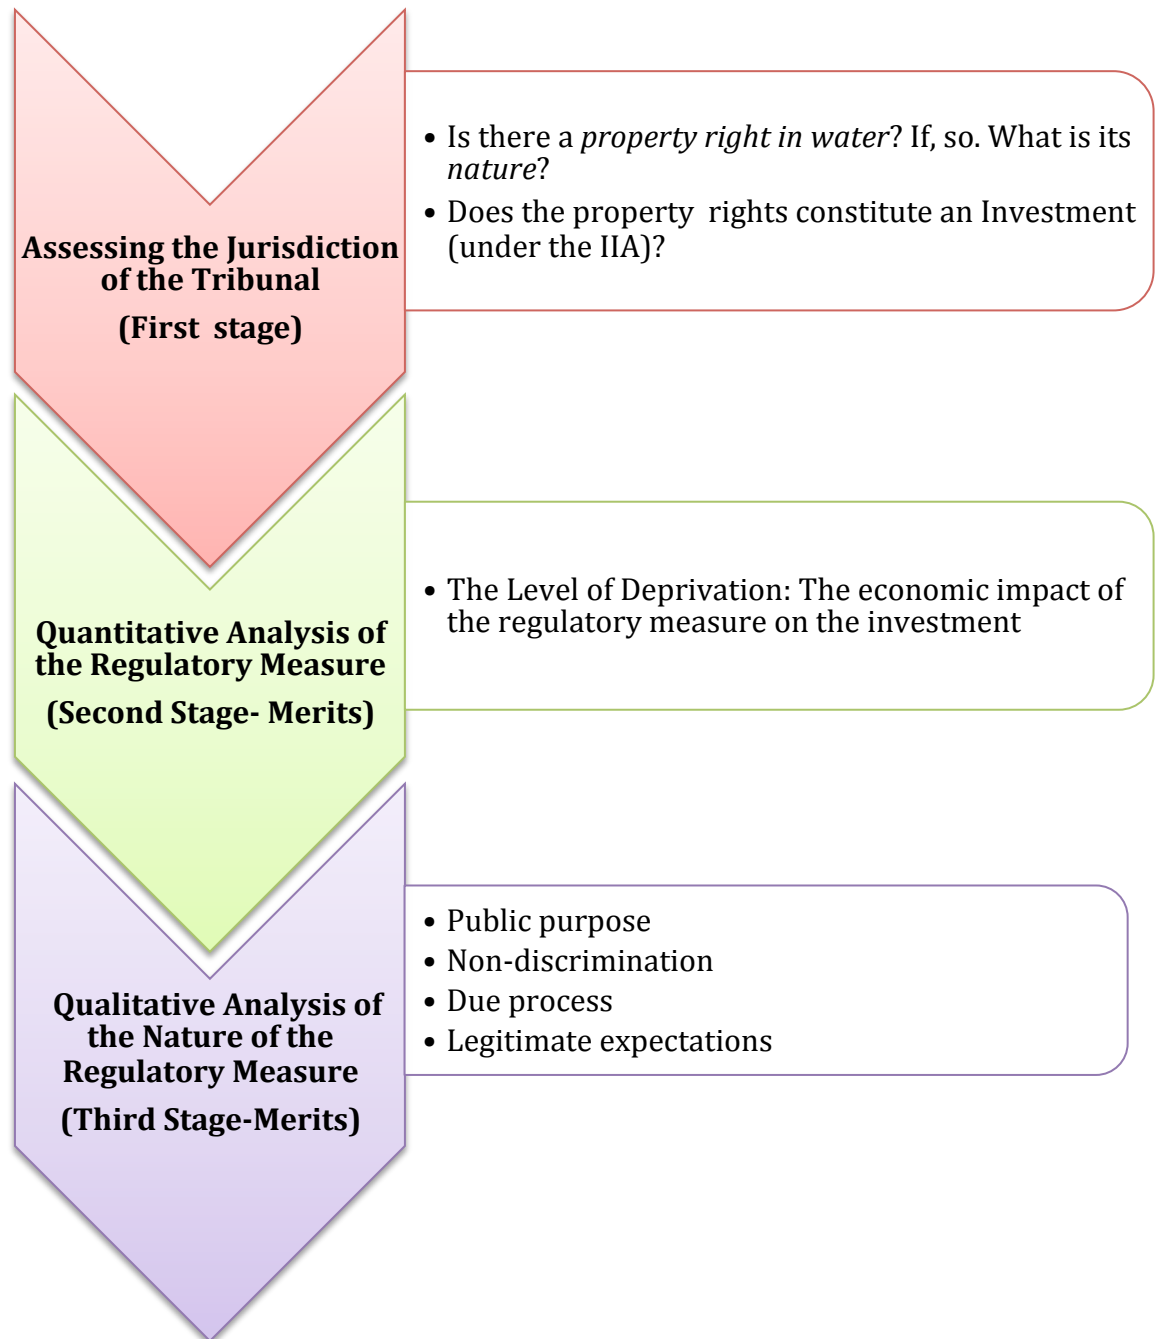 • Is there a property right in water? If, so. What is its
nature?
• Does the property  rights constitute an Investment
(under the IIA)?
Assessing the Jurisdiction
of the Tribunal
(First  stage)
• The Level of Deprivation: The economic impact of
the regulatory measure on the investment
Quantitative Analysis of
the Regulatory Measure
(Second Stage- Merits)
• Public purpose
• Non-discrimination
• Due process
• Legitimate expectations
Qualitative Analysis of
the Nature of the
Regulatory Measure
(Third Stage-Merits)